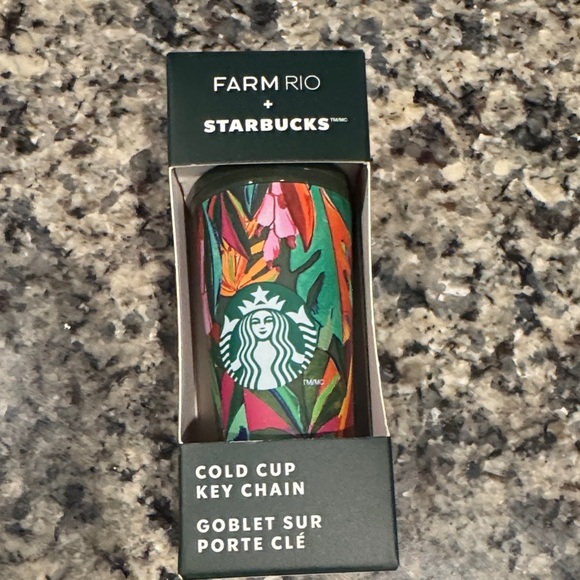 FARM RIO
+
STARBUCKS™/MC
TM/MC
COLD CUP
KEY CHAIN
GOBLET SUR
PORTE CLÉ